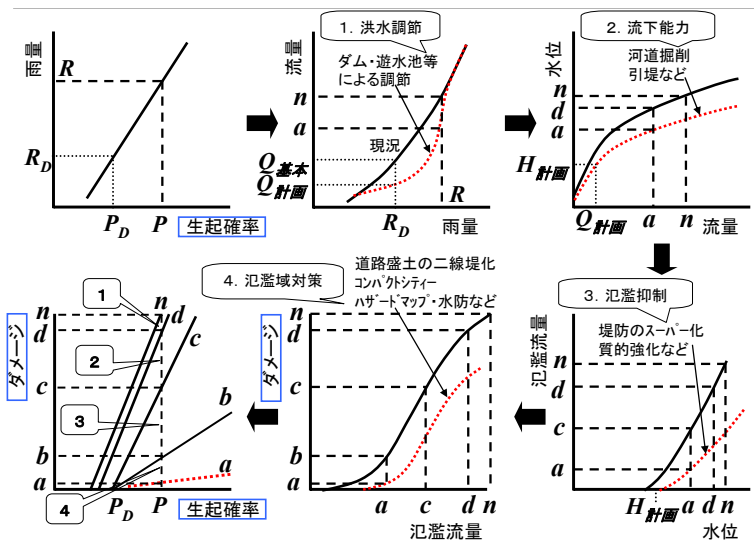 雨量
R
R_D
P_D
P
生起確率
1. 洪水調節
流量
ダム・遊水池等
による調節
n
a
現況
Q基本
Q計画
R_D
R
雨量
2. 流下能力
水位
河道掘削
引堤など
n
d
a
H計画
Q計画
a
n
流量
4. 氾濫域対策
道路盛土の二線堤化
コンパクトシティー
ハザードマップ・水防など
ダメージ
1
2
3
4
n
d
c
b
a
n
d
c
b
a
P_D
P
生起確率
ダメージ
n
d
c
b
a
a
c
d
n
氾濫流量
3. 氾濫抑制
堤防のスーパー化
質的強化など
氾濫流量
n
d
c
a
H計画
a
d
n
水位